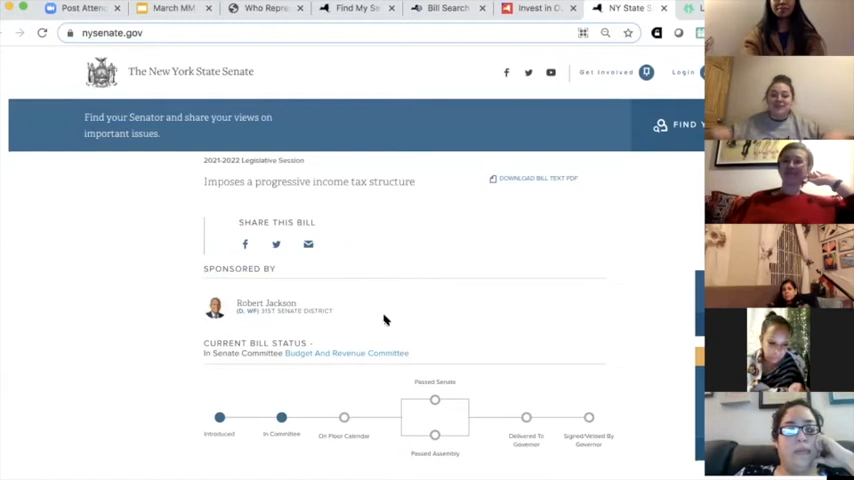 Post Attend
March MM
Who Repre
Find My Se
Bill Search
Invest in O
NY State S
nysenate.gov
The New York State Senate
Get Involved
Login
Find your Senator and share your views on
important issues.
FIND Y
2021-2022 Legislative Session
Imposes a progressive income tax structure
DOWNLOAD BILL TEXT PDF
SHARE THIS BILL
SPONSORED BY
Robert Jackson
(D, WF) 31ST SENATE DISTRICT
CURRENT BILL STATUS -
In Senate Committee Budget And Revenue Committee
Passed Senate
Introduced
In Committee
On Floor Calendar
Delivered To
Governor
Signed/Vetoed By
Governor
Passed Assembly